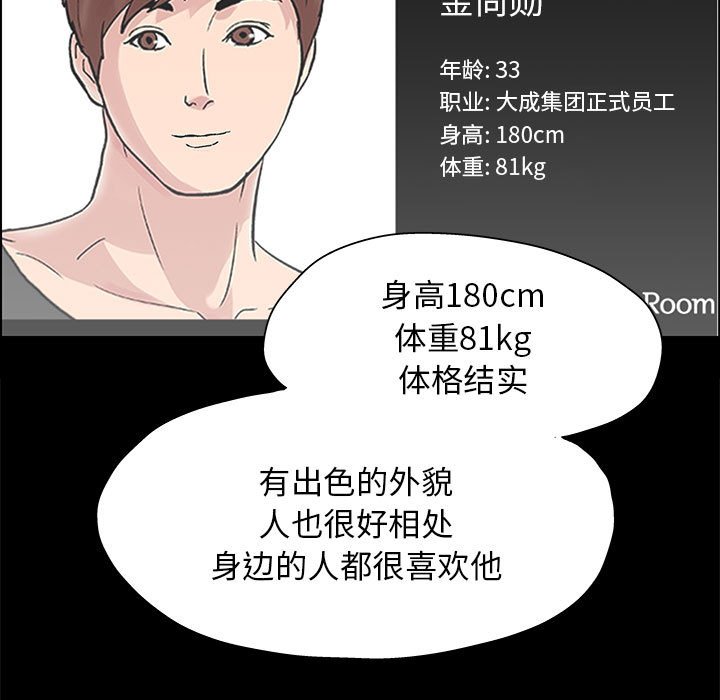 年龄: 33
职业: 大成集团正式员工
身高: 180cm
体重: 81kg
Room
身高180cm
体重81kg
体格结实
有出色的外貌
人也很好相处
身边的人都很喜欢他